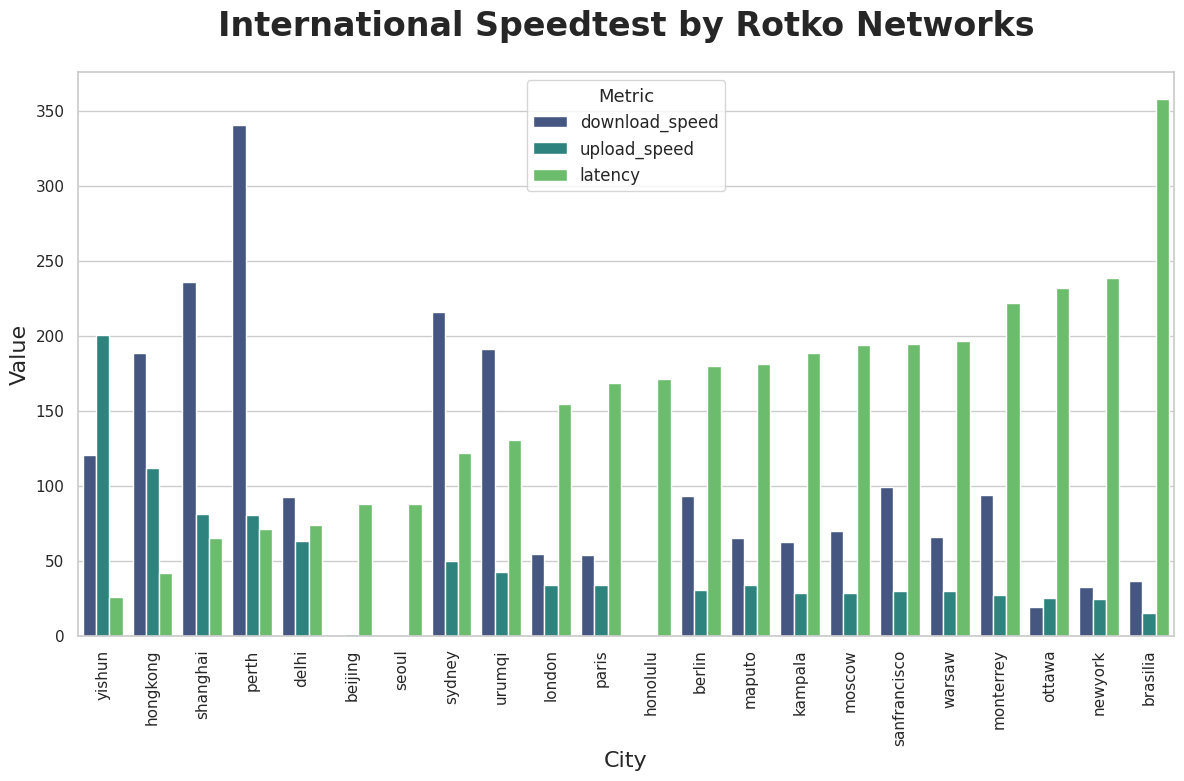 International Speedtest by Rotko Networks
Metric
download_speed
upload_speed
latency
Value
350
300
250
200
150
100
50
0
yishun
hongkong
shanghai
perth
delhi
beijing
seoul
sydney
urumqi
london
paris
honolulu
berlin
maputo
kampala
moscow
sanfrancisco
warsaw
monterrey
ottawa
newyork
brasilia
City